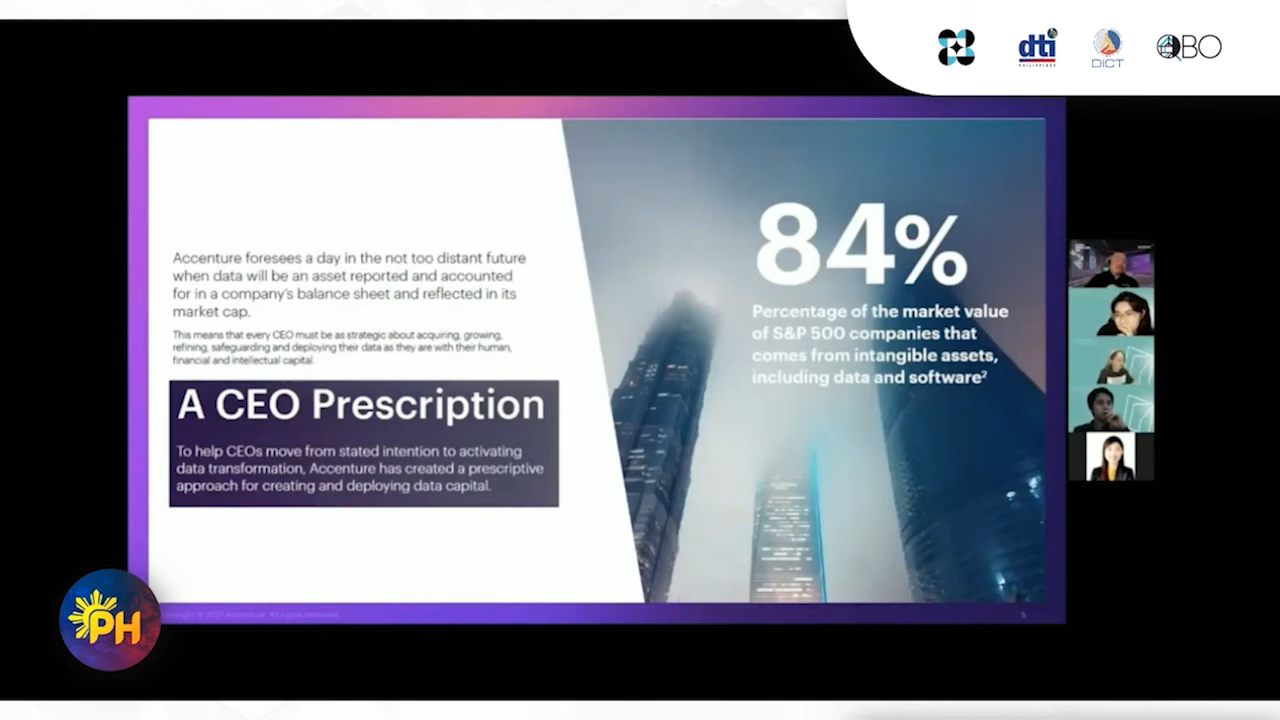 dti
PHILIPPINES
DICT
QBO
Accenture foresees a day in the not too distant future
when data will be an asset reported and accounted
for in a company's balance sheet and reflected in its
market cap.
This means that every CEO must be as strategic about acquiring, growing,
refining, safeguarding and deploying their data as they are with their human,
financial and intellectual capital.
A CEO Prescription
To help CEOs move from stated intention to activating
data transformation, Accenture has created a prescriptive
approach for creating and deploying data capital.
84%
Percentage of the market value
of S&P 500 companies that
comes from intangible assets,
including data and software²
PH